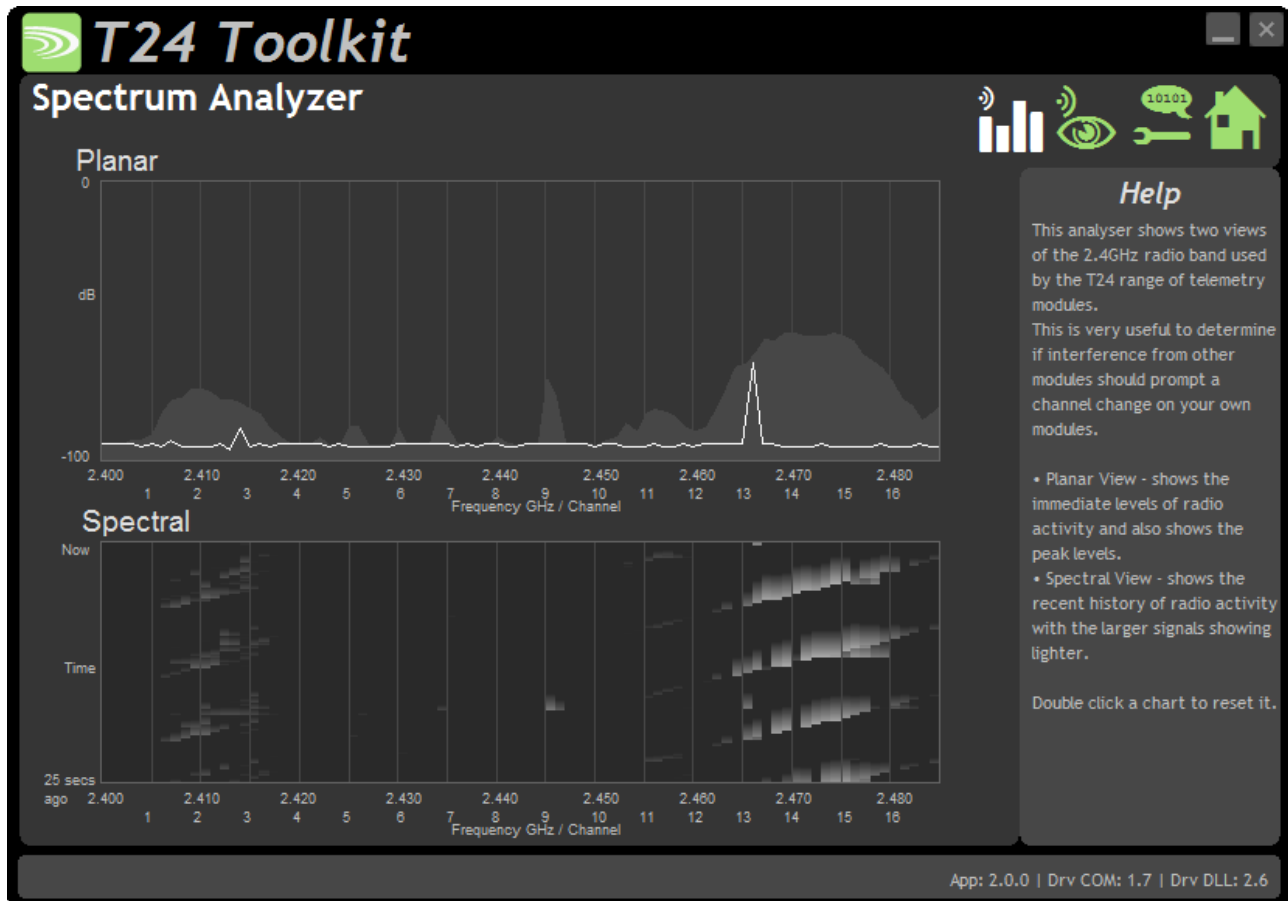 T24 Toolkit
Spectrum Analyzer
10101
Planar
0
dB
-100
2.400 2.410 2.420 2.430 2.440 2.450 2.460 2.470 2.480
1 2 3 4 5 6 7 8 9 10 11 12 13 14 15 16
Frequency GHz / Channel
Spectral
Now
Time
25 secs
ago 2.400 2.410 2.420 2.430 2.440 2.450 2.460 2.470 2.480
1 2 3 4 5 6 7 8 9 10 11 12 13 14 15 16
Frequency GHz / Channel
Help
This analyser shows two views
of the 2.4GHz radio band used
by the T24 range of telemetry
modules.
This is very useful to determine
if interference from other
modules should prompt a
channel change on your own
modules.
• Planar View - shows the
immediate levels of radio
activity and also shows the
peak levels.
• Spectral View - shows the
recent history of radio activity
with the larger signals showing
lighter.
Double click a chart to reset it.
App: 2.0.0 | Drv COM: 1.7 | Drv DLL: 2.6